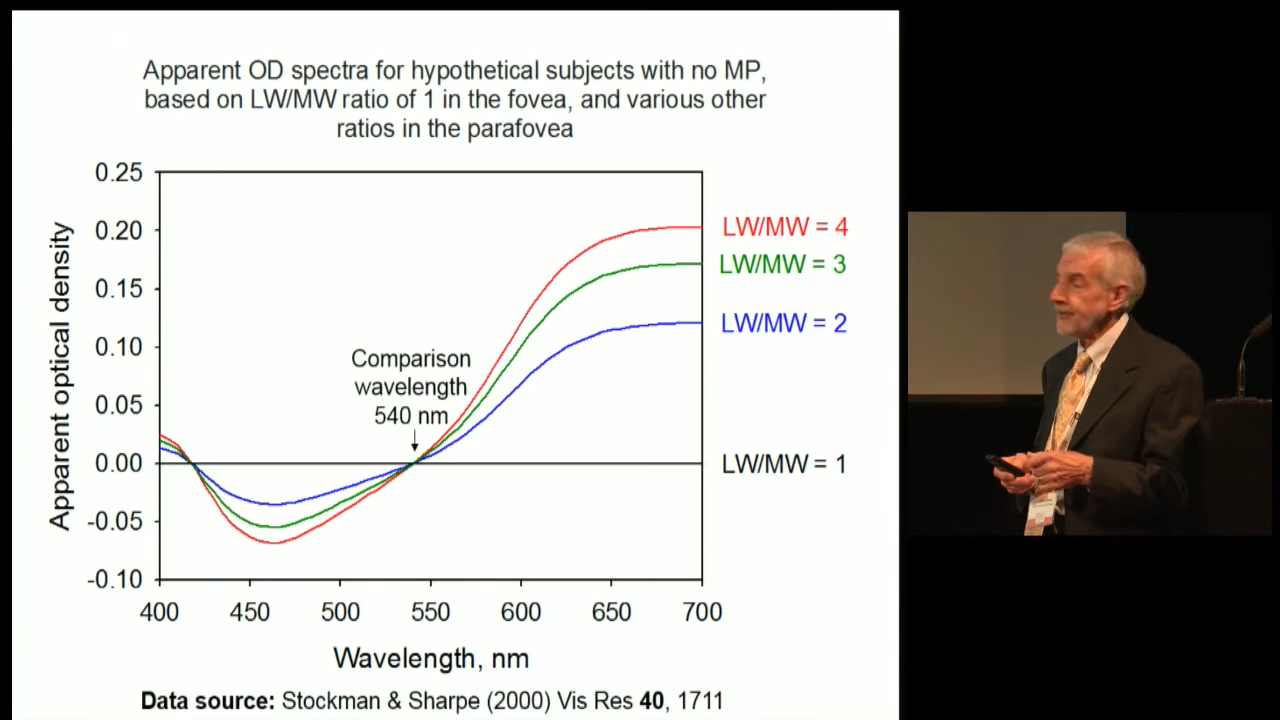 Apparent OD spectra for hypothetical subjects with no MP,
based on LW/MW ratio of 1 in the fovea, and various other
ratios in the parafovea
0.25
0.20
0.15
0.10
0.05
0.00
-0.05
-0.10
Apparent optical density
LW/MW = 4
LW/MW = 3
LW/MW = 2
LW/MW = 1
Comparison
wavelength
540 nm
400 450 500 550 600 650 700
Wavelength, nm
Data source: Stockman & Sharpe (2000) Vis Res 40, 1711